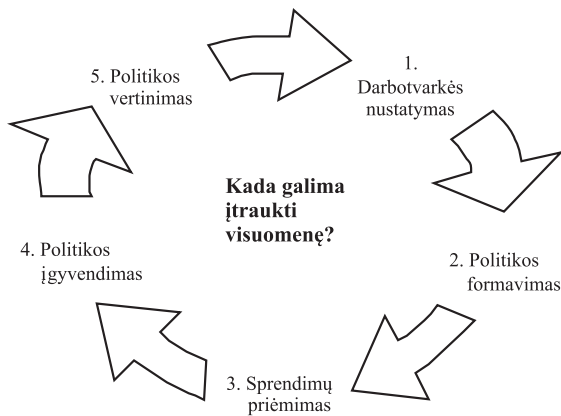 1.
Darbotvarkės
nustatymas
2. Politikos
formavimas
3. Sprendimų
priėmimas
4. Politikos
įgyvendimas
5. Politikos
vertinimas
Kada galima
įtraukti
visuomenę?